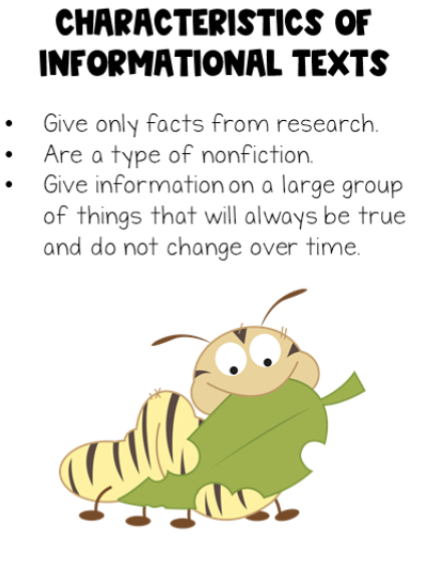 CHARACTERISTICS OF
INFORMATIONAL TEXTS
• Give only facts from research.
• Are a type of nonfiction.
• Give information on a large group
of things that will always be true
and do not change over time.